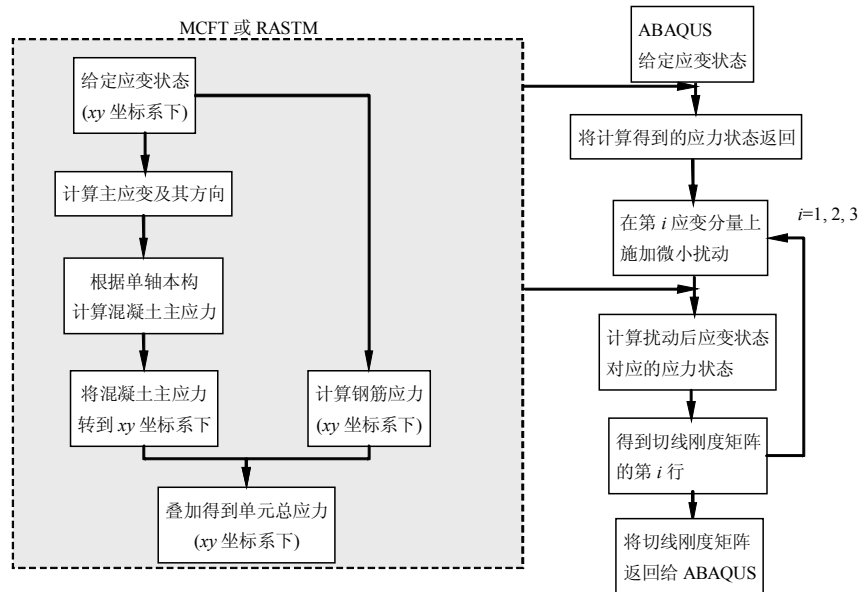 MCFT 或 RASTM
给定应变状态
(xy 坐标系下)
计算主应变及其方向
根据单轴本构
计算混凝土主应力
将混凝土主应力
转到 xy 坐标系下
计算钢筋应力
(xy 坐标系下)
叠加得到单元总应力
(xy 坐标系下)
ABAQUS
给定应变状态
将计算得到的应力状态返回
在第 i 应变分量上
施加微小扰动
i=1, 2, 3
计算扰动后应变状态
对应的应力状态
得到切线刚度矩阵
的第 i 行
将切线刚度矩阵
返回给 ABAQUS